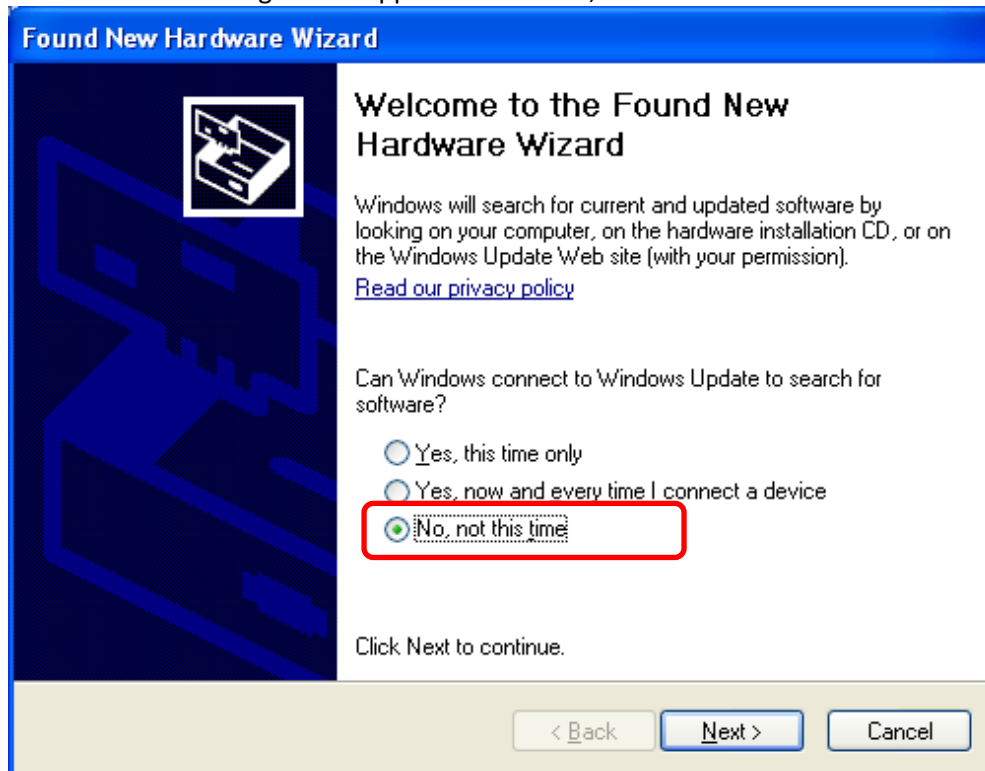 Found New Hardware Wizard
Welcome to the Found New
Hardware Wizard
Windows will search for current and updated software by
looking on your computer, on the hardware installation CD, or on
the Windows Update Web site (with your permission).
Read our privacy policy
Can Windows connect to Windows Update to search for
software?
Yes, this time only
Yes, now and every time I connect a device
No, not this time
Click Next to continue.
< Back
Next >
Cancel